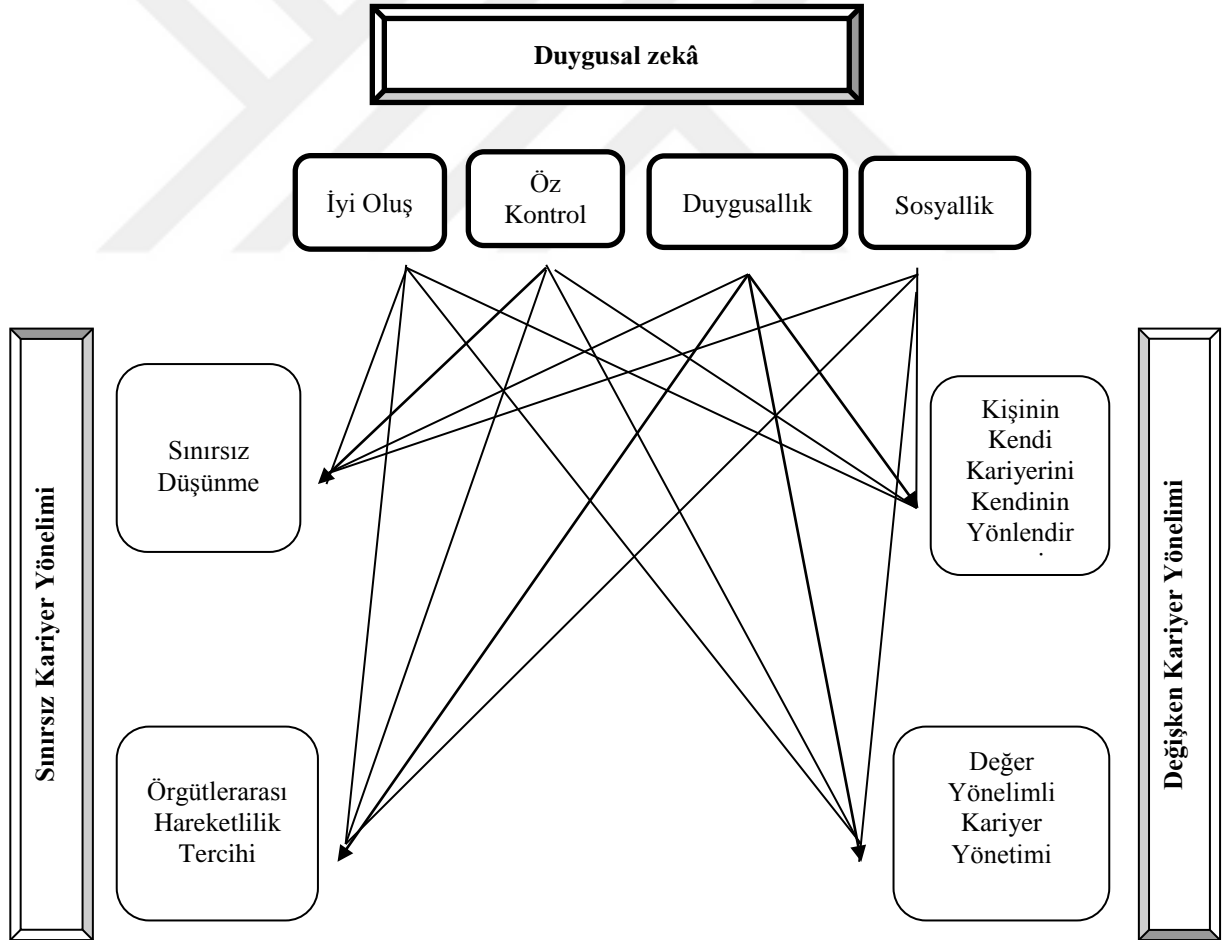 Duygusal zekâ
İyi Oluş
Öz
Kontrol
Duygusallık
Sosyallik
Sınırsız Kariyer Yönelimi
Sınırsız
Düşünme
Kişinin
Kendi
Kariyerini
Kendinin
Yönlendir
Değişken Kariyer Yönelimi
Örgütlerarası
Hareketlilik
Tercihi
Değer
Yönelimli
Kariyer
Yönetimi